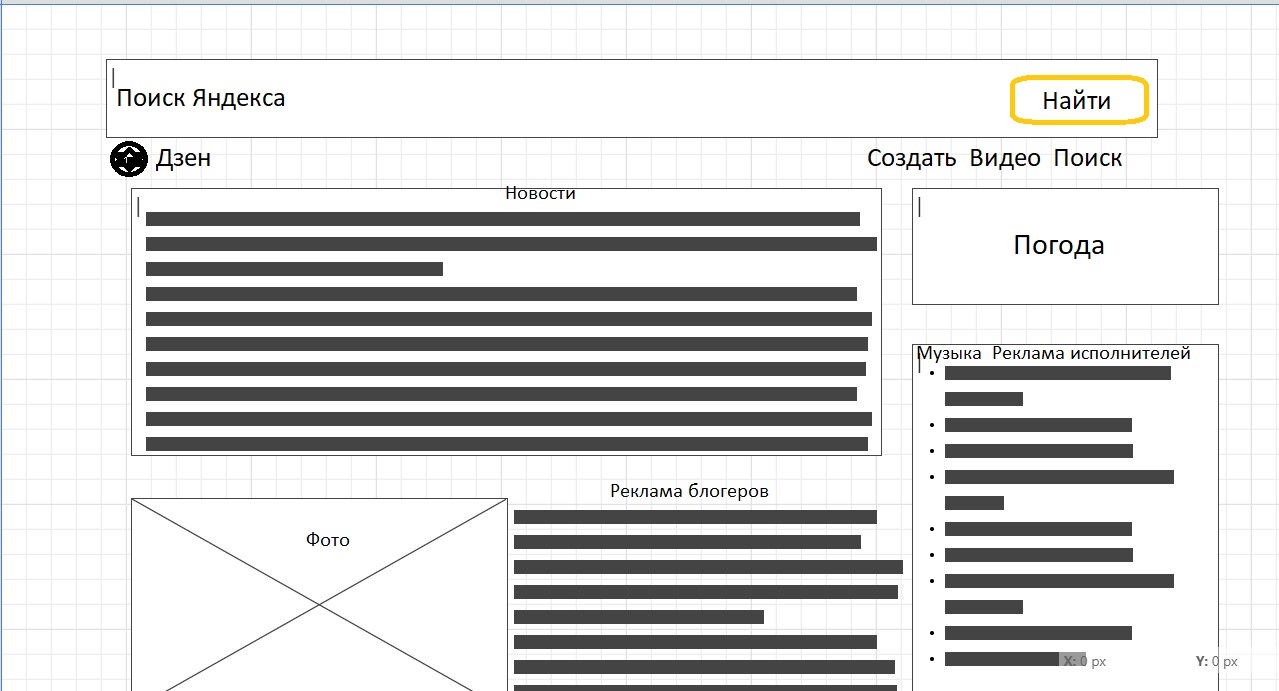 Поиск Яндекса
Найти
Дзен
Создать Видео Поиск
Новости
Погода
Музыка Реклама исполнителей
Реклама блогеров
Фото
X: 0 px
Y: 0 px